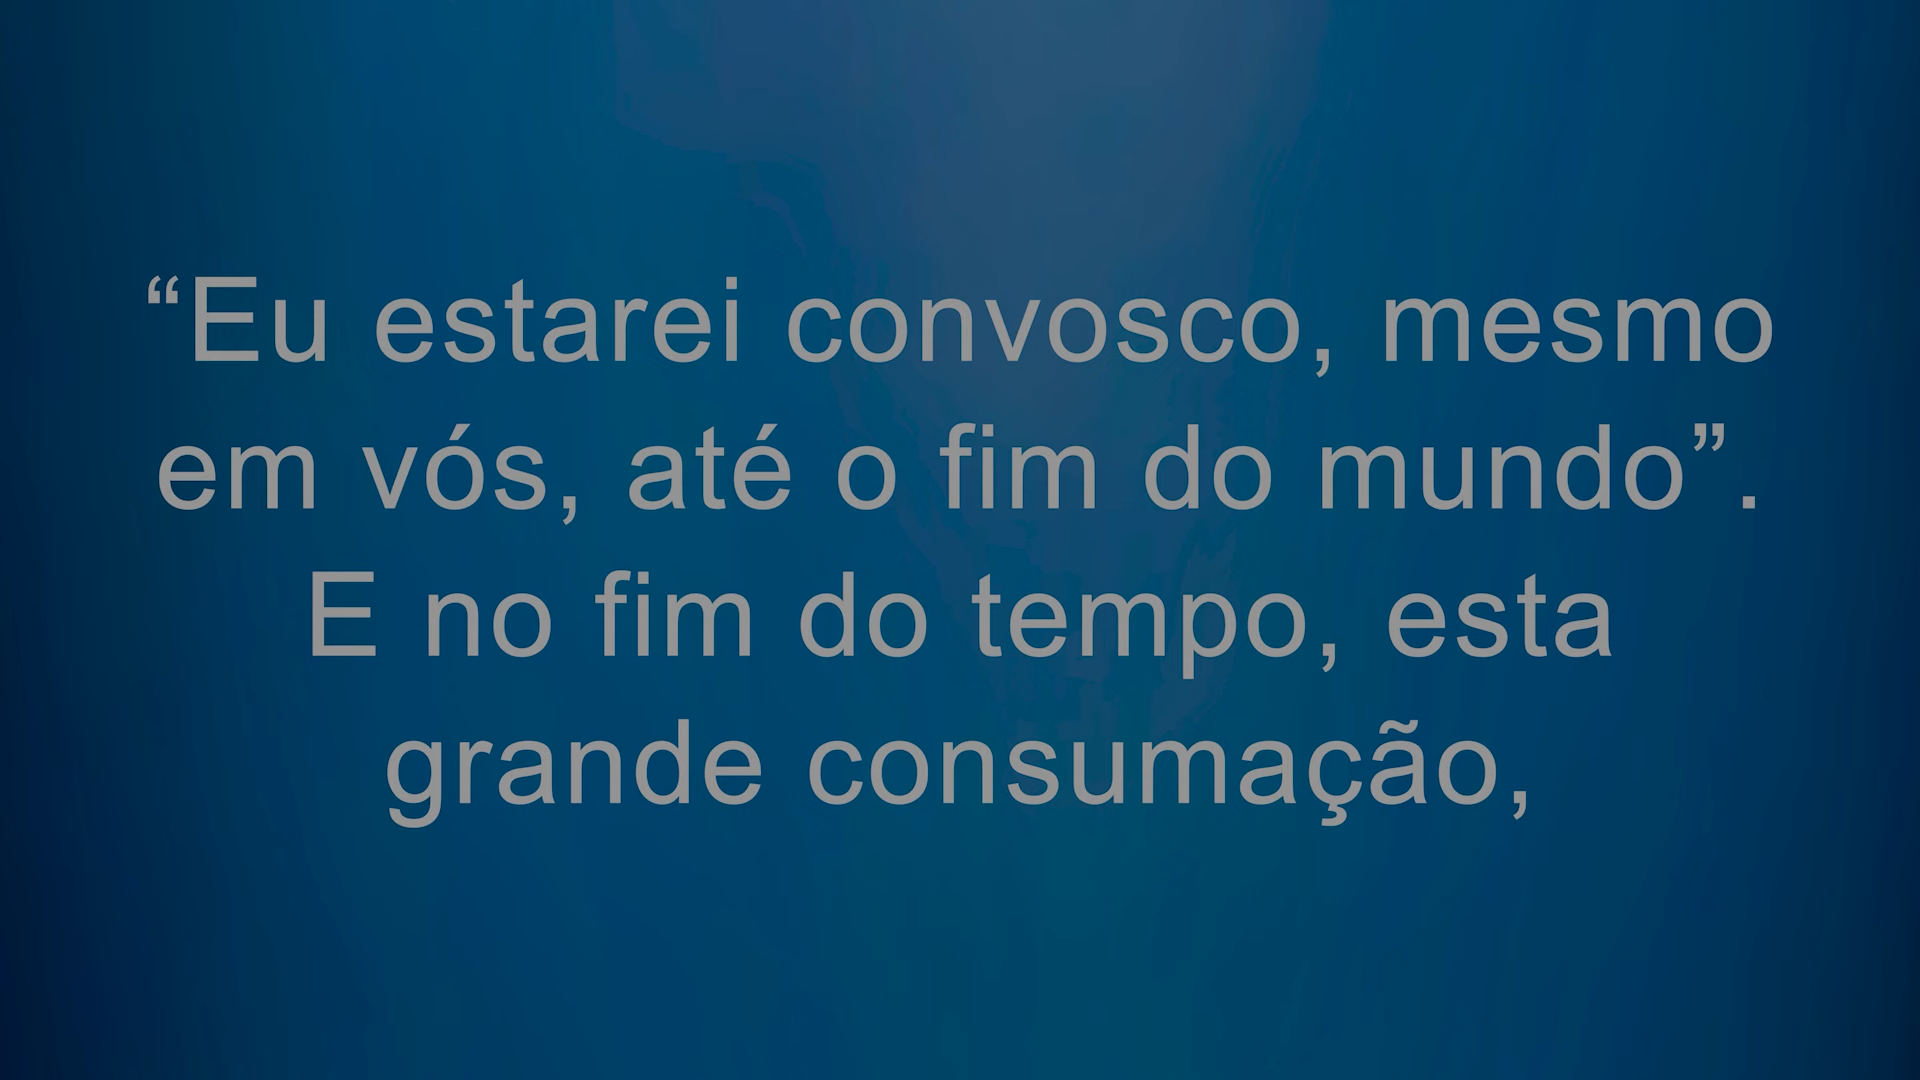 “Eu estarei convosco, mesmo
em vós, até o fim do mundo”.
E no fim do tempo, esta
grande consumação,